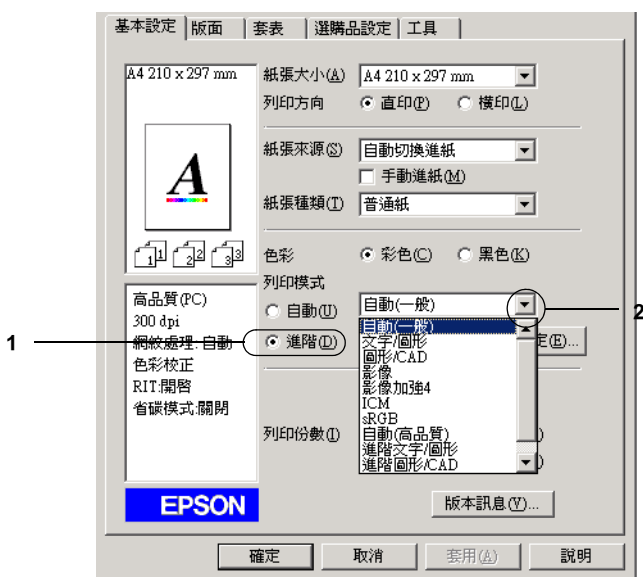 基本設定 版面 套表 選購品設定 工具
A4 210 x 297 mm
紙張大小(A) A4 210 x 297 mm
列印方向 直印(P) 橫印(L)
紙張來源(S) 自動切換進紙
手動進紙(M)
紙張種類(T) 普通紙
A
1 1 2 2 3 3
色彩 彩色(C) 黑色(K)
列印模式
自動(U) 自動(一般)
2
1
進階(D)
定(E)...
高品質(PC)
300 dpi
網紋處理: 自動
色彩校正
RIT:開啓
省碳模式:關閉
自動(一般)
文字/圖形
圖形/CAD
影像
影像加強4
ICM
sRGB
自動(高品質)
進階文字/圖形
進階圖形/CAD
列印份數(I)
EPSON
版本訊息(V)...
確定 取消 套用(A) 說明